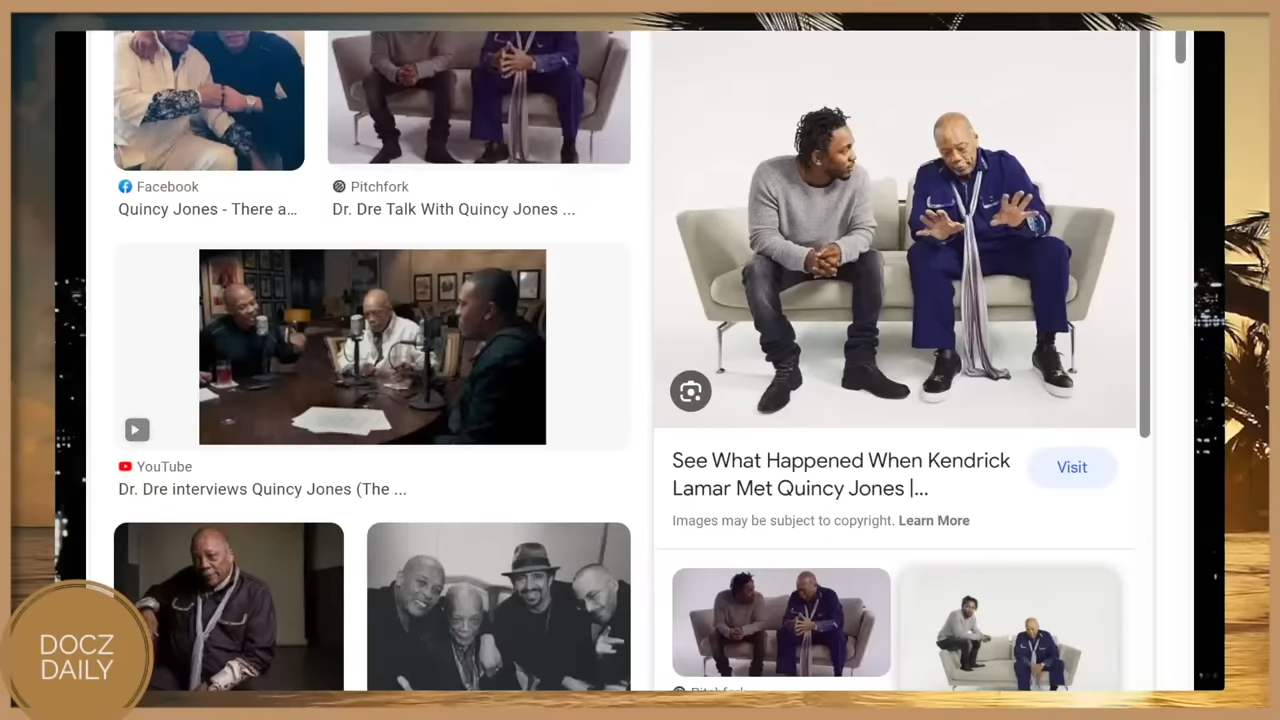 Facebook
Quincy Jones - There a...
Pitchfork
Dr. Dre Talk With Quincy Jones ...
YouTube
Dr. Dre interviews Quincy Jones (The ...
See What Happened When Kendrick
Lamar Met Quincy Jones |...
Visit
Images may be subject to copyright. Learn More
DOCZ
DAILY